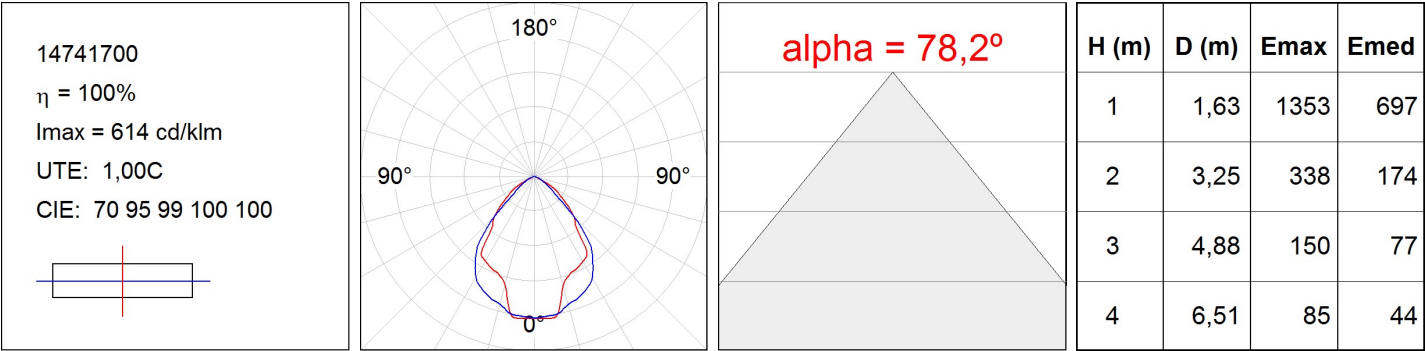 14741700
η = 100%
Imax = 614 cd/klm
UTE: 1,00C
CIE: 70 95 99 100 100
180°
90° 90°
0°
alpha = 78,2º
H (m) D (m) Emax Emed
1 1,63 1353 697
2 3,25 338 174
3 4,88 150 77
4 6,51 85 44